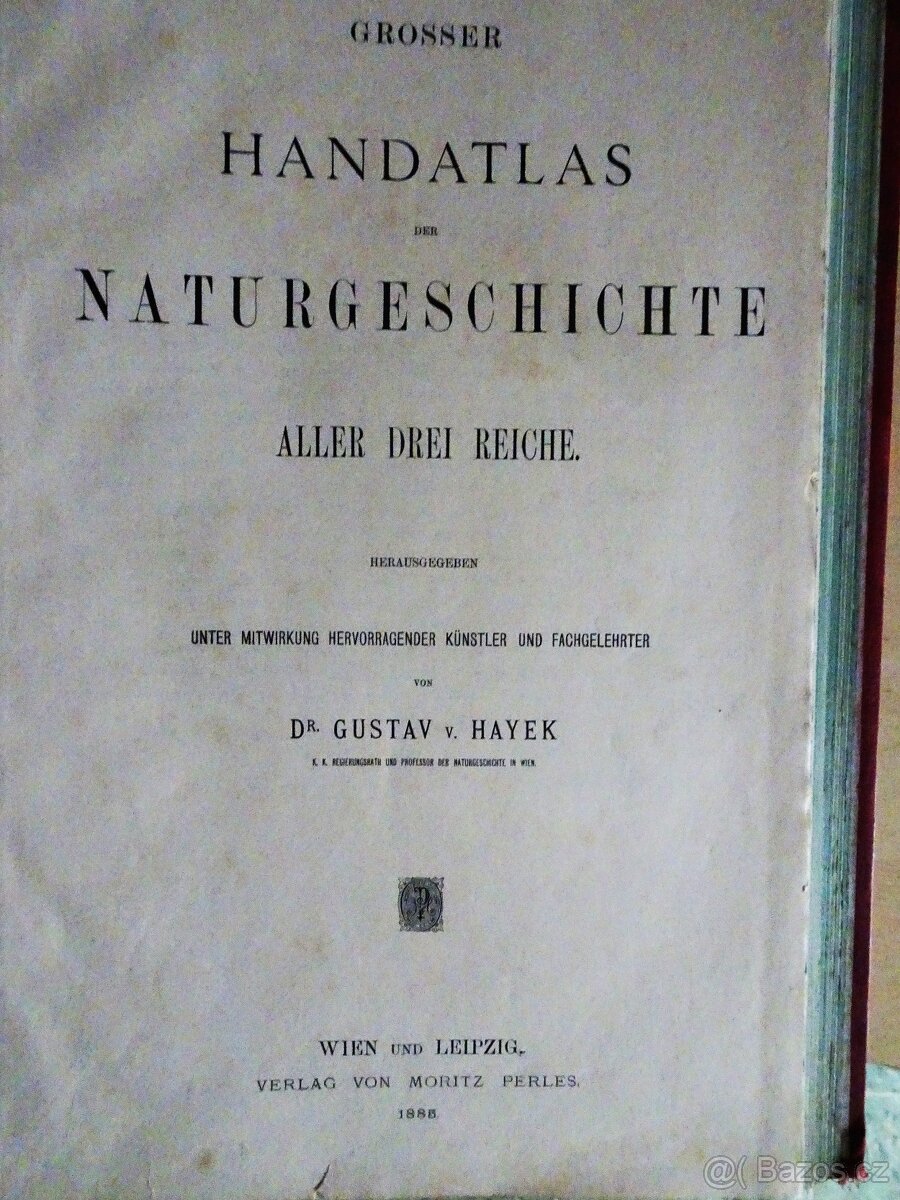 GROSSER
HANDATLAS
DER
NATURGESCHICHTE
ALLER DREI REICHE.
HERAUSGEGEBEN
UNTER MITWIRKUNG HERVORRAGENDER KÜNSTLER UND FACHGELEHRTER
VON
DR. GUSTAV v. HAYEK
K. K. REGIERUNGSRATH UND PROFESSOR DER NATURGESCHICHTE IN WIEN.
WIEN UND LEIPZIG,
VERLAG VON MORITZ PERLES.
@( Bazos.cz